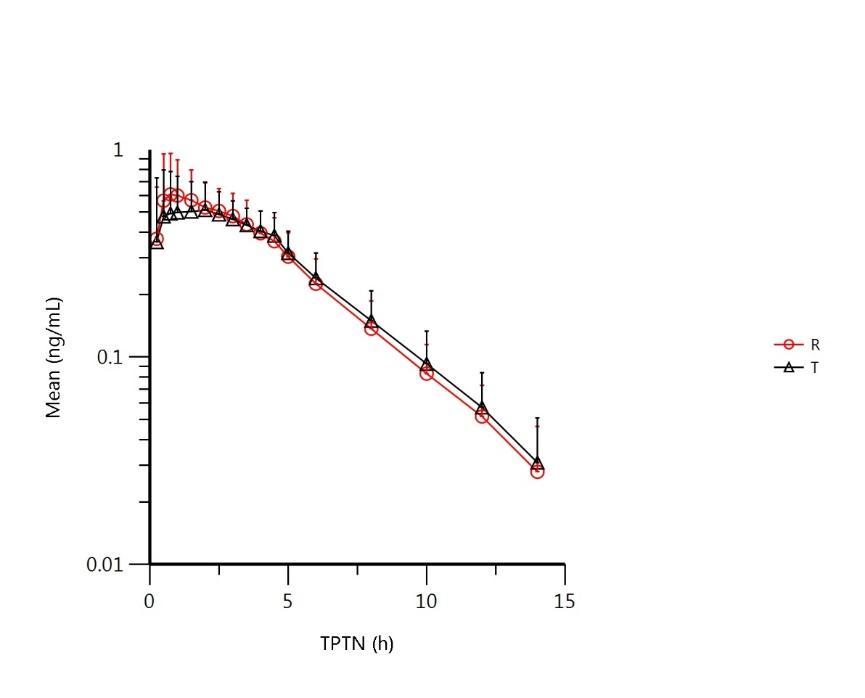 1
0.1
0.01
0 5 10 15
Mean (ng/mL)
TPTN (h)
R
T